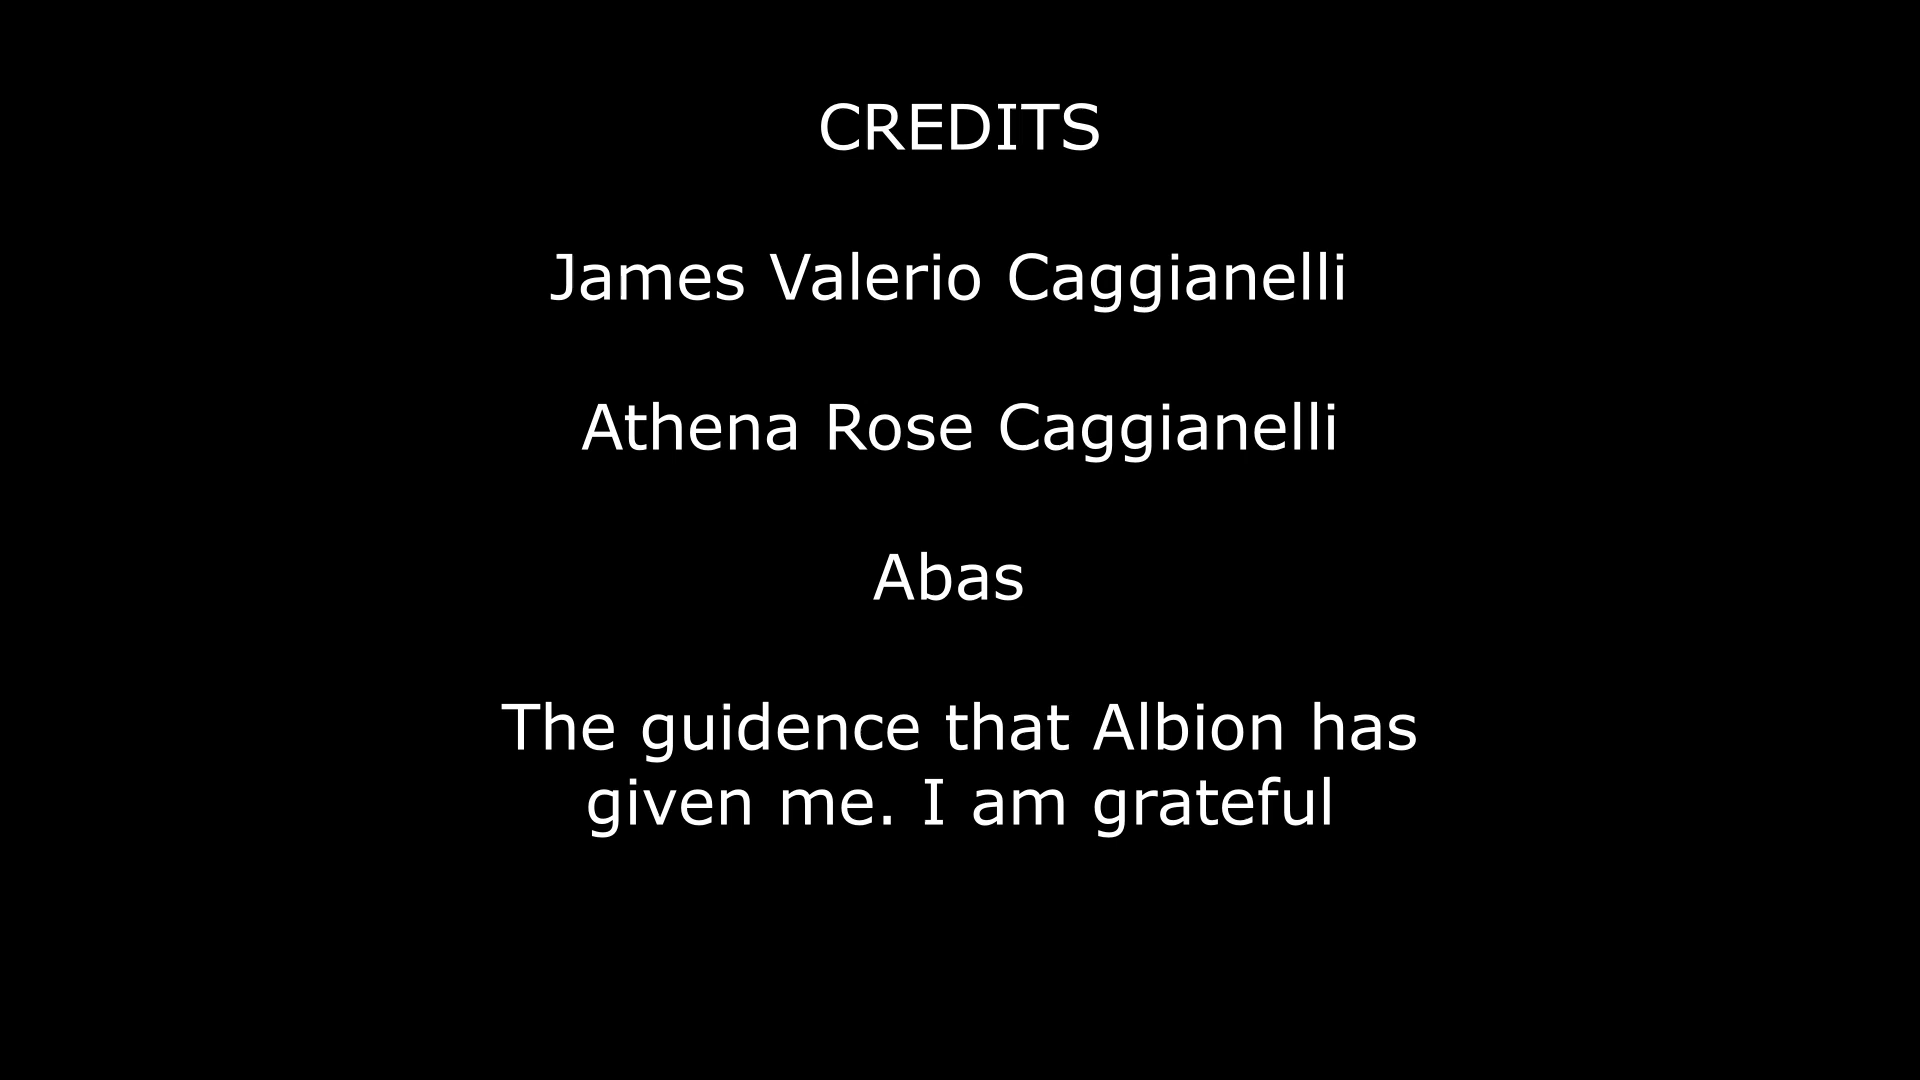 CREDITS
James Valerio Caggianelli
Athena Rose Caggianelli
Abas
The guidence that Albion has
given me. I am grateful